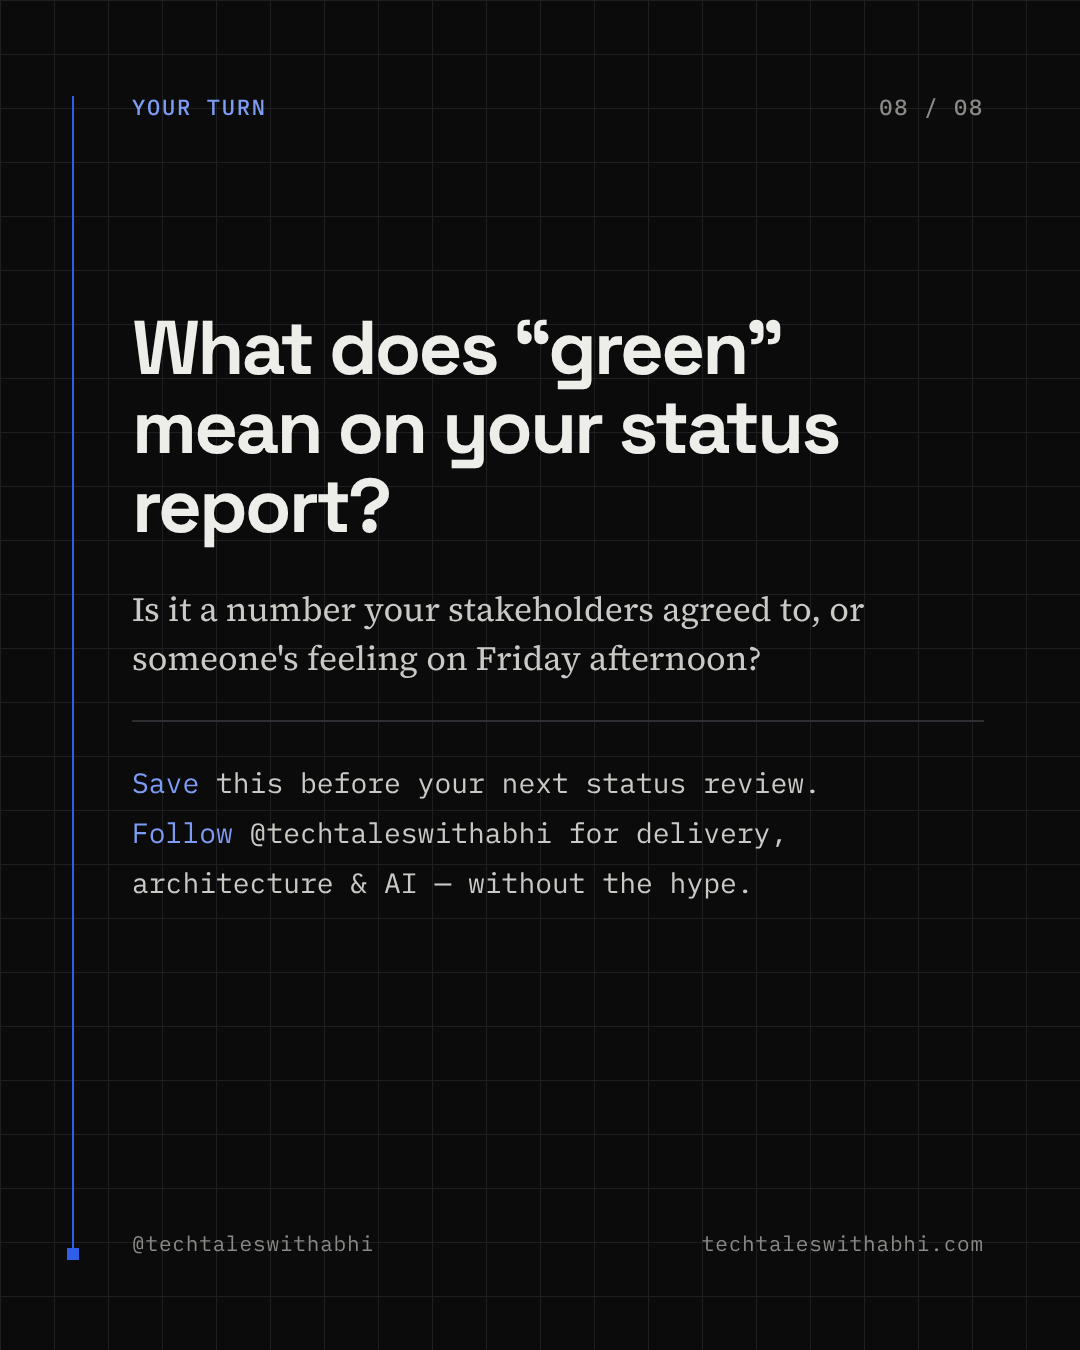 YOUR TURN
08 / 08
What does “green”
mean on your status
report?
Is it a number your stakeholders agreed to, or
someone's feeling on Friday afternoon?
Save this before your next status review.
Follow @techtaleswithabhi for delivery,
architecture & AI — without the hype.
@techtaleswithabhi
techtaleswithabhi.com